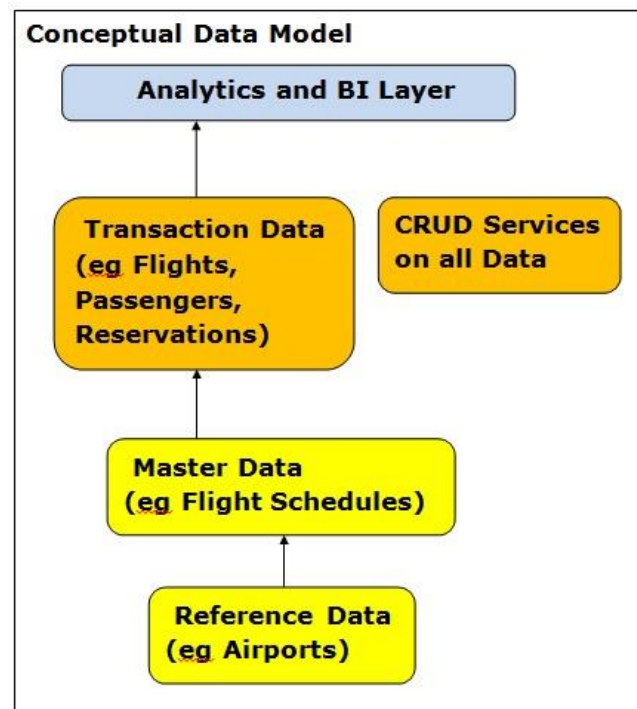 Conceptual Data Model
Analytics and BI Layer
Transaction Data
(eg Flights,
Passengers,
Reservations)
CRUD Services
on all Data
Master Data
(eg Flight Schedules)
Reference Data
(eg Airports)